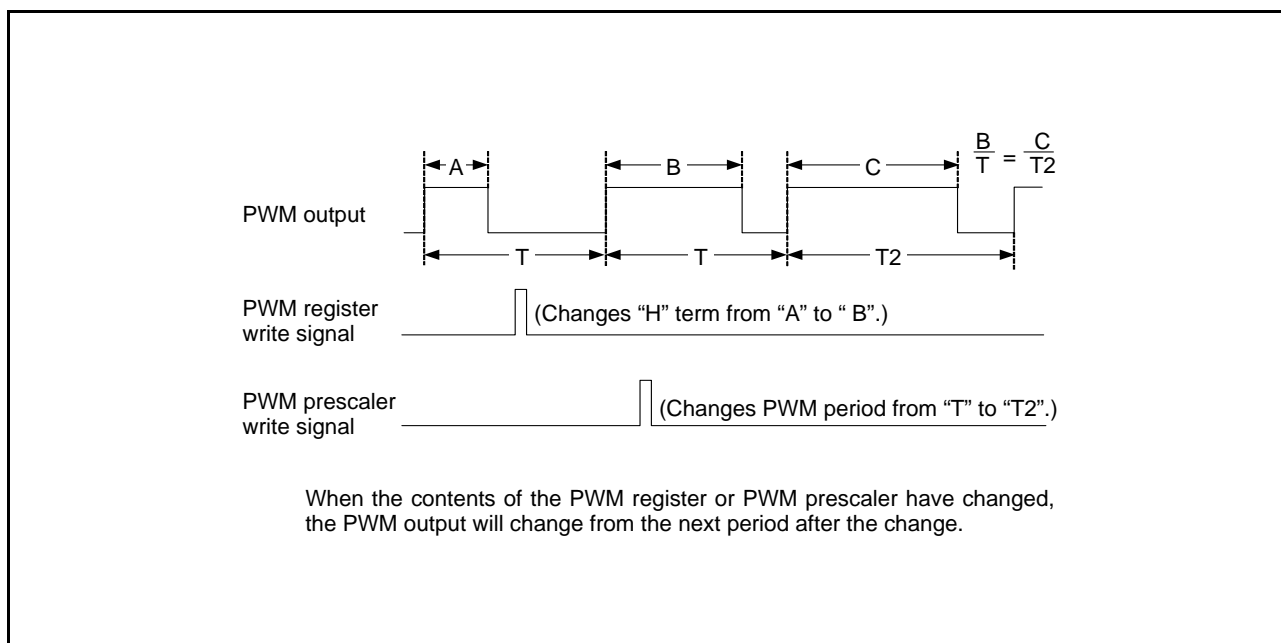 B C
T = T2
A B C
PWM output
T T T2
PWM register (Changes “H” term from “A” to “ B”.)
write signal
PWM prescaler (Changes PWM period from “T” to “T2”.)
write signal
When the contents of the PWM register or PWM prescaler have changed,
the PWM output will change from the next period after the change.